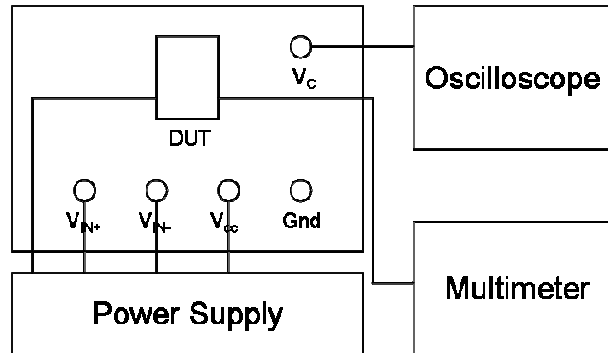 V_C
Oscilloscope
DUT
V_IN+ V_IN- V_cc Gnd
Power Supply
Multimeter